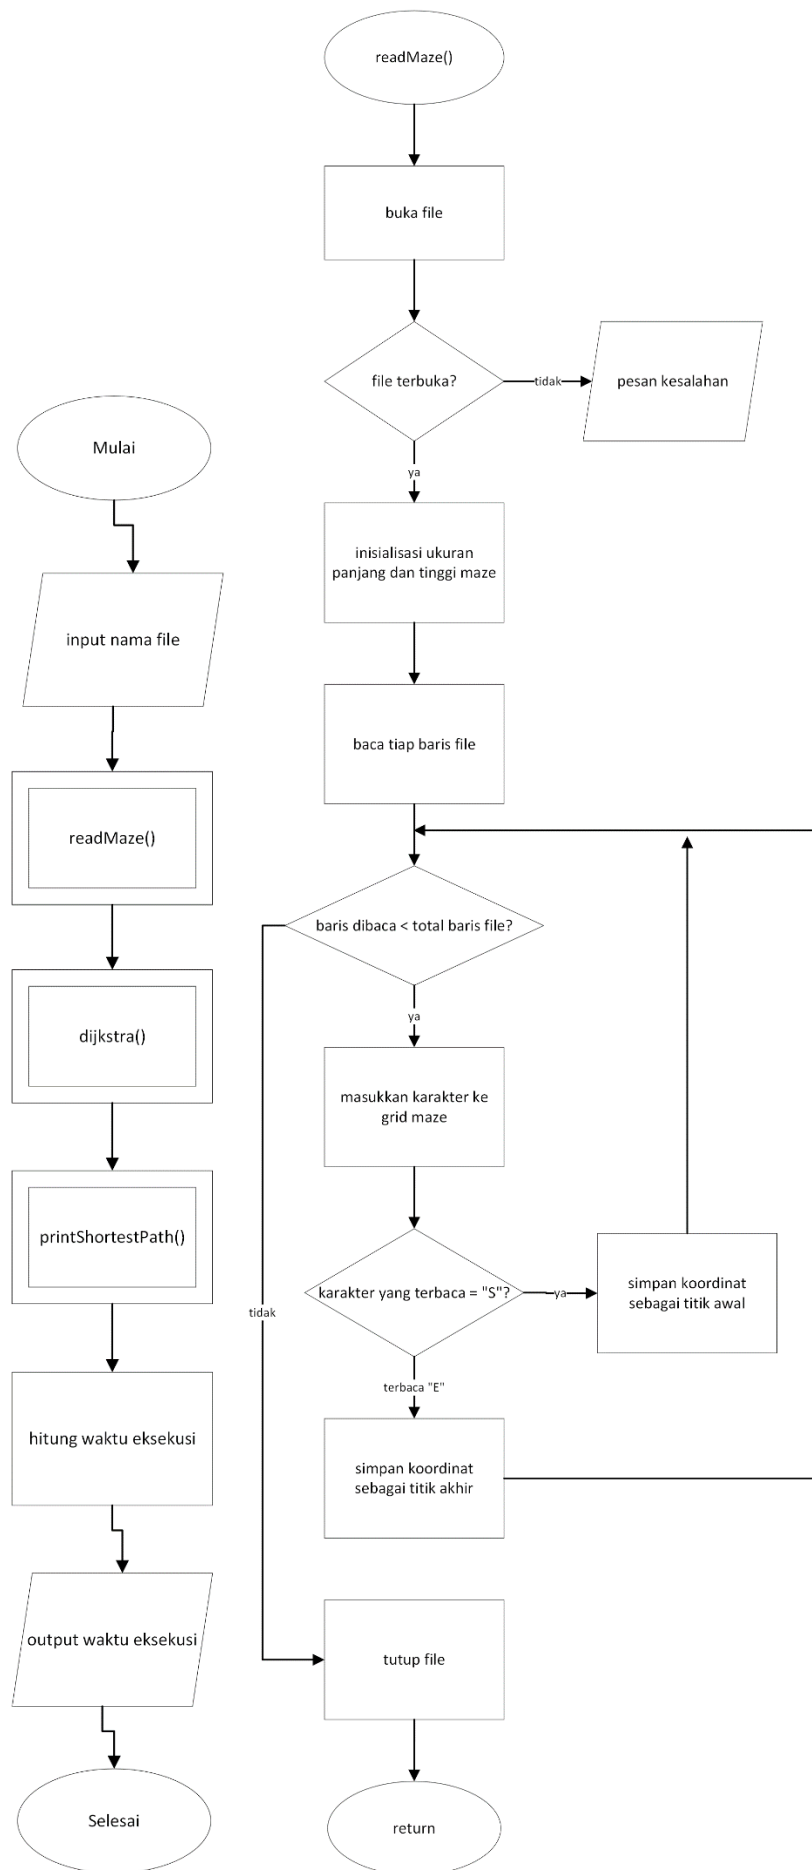 Mulai
input nama file
readMaze()
dijkstra()
printShortestPath()
hitung waktu eksekusi
output waktu eksekusi
Selesai
readMaze()
buka file
file terbuka?
tidak
pesan kesalahan
ya
inisialisasi ukuran
panjang dan tinggi maze
baca tiap baris file
baris dibaca < total baris file?
ya
masukkan karakter ke
grid maze
karakter yang terbaca = "S"?
ya
simpan koordinat
sebagai titik awal
tidak
terbaca "E"
simpan koordinat
sebagai titik akhir
tutup file
return